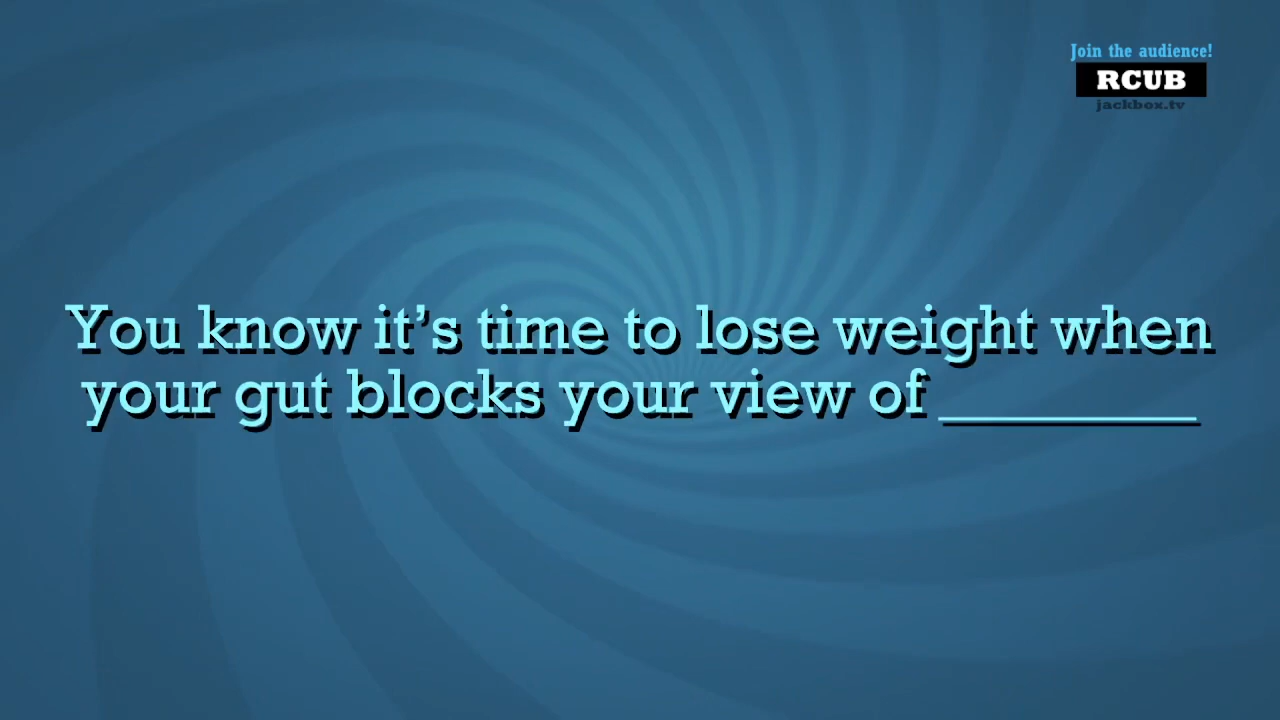 Join the audience!
RCUB
jackbox.tv
You know it's time to lose weight when
your gut blocks your view of _________